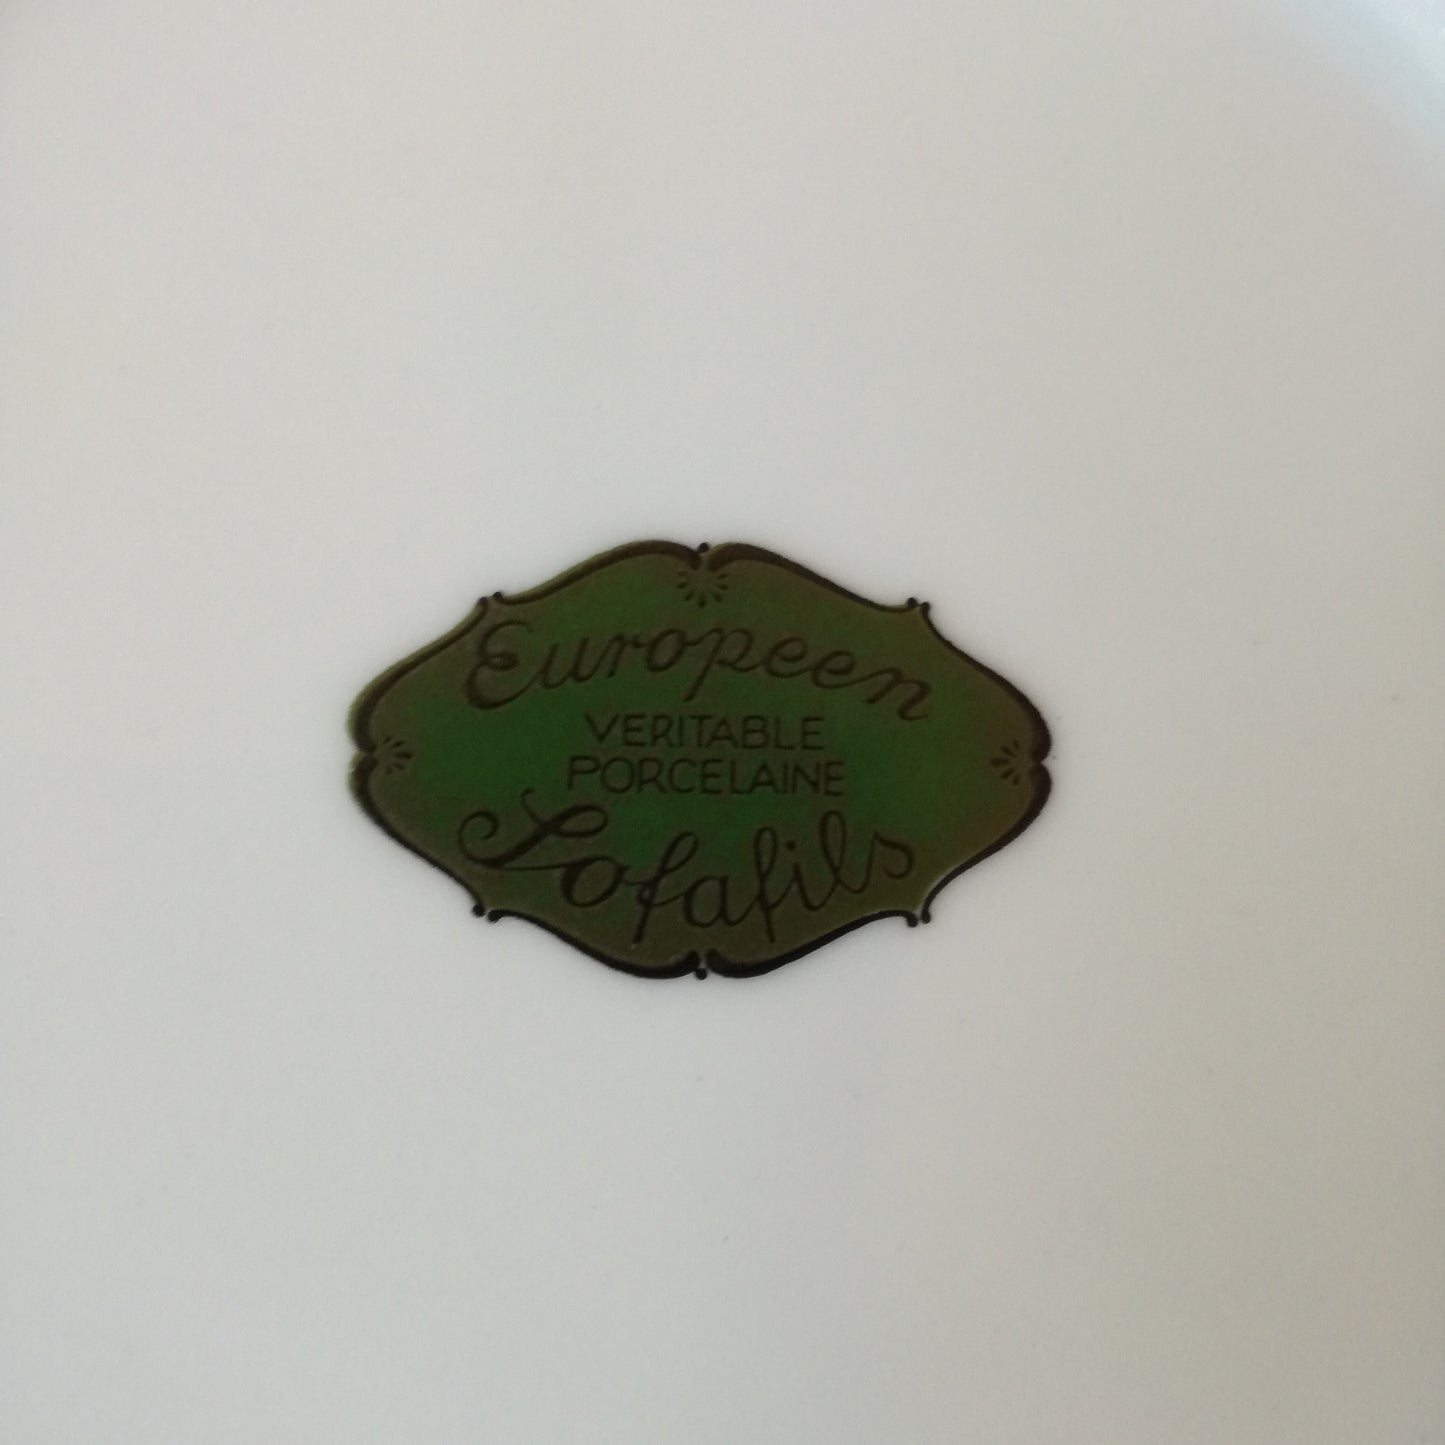 Europeen
VERITABLE
PORCELAINE
Sofafils